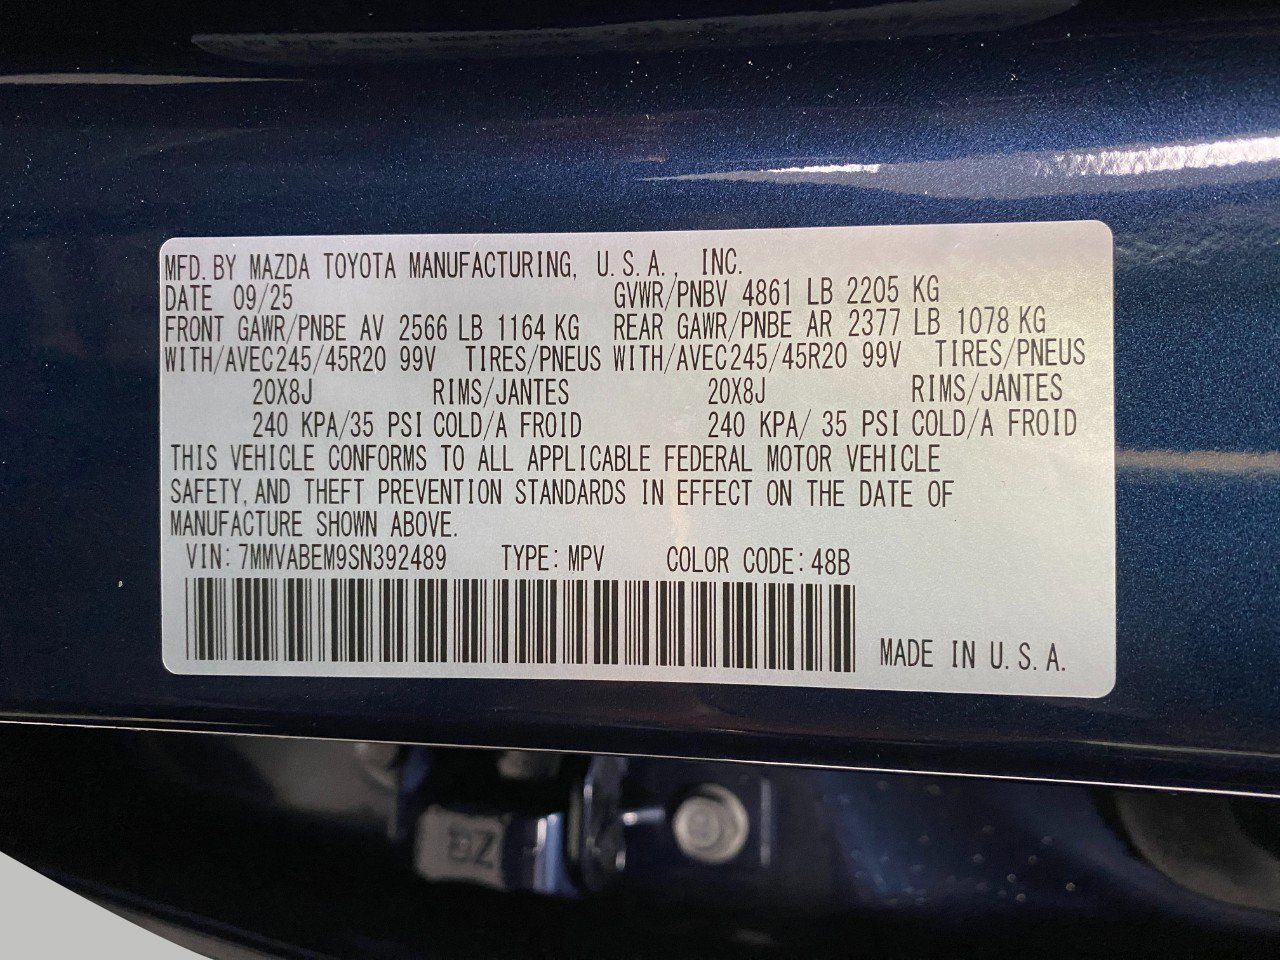 MFD. BY MAZDA TOYOTA MANUFACTURING, U.S.A., INC.
DATE 09/25 GVWR/PNBV 4861 LB 2205 KG
FRONT GAWR/PNBE AV 2566 LB 1164 KG REAR GAWR/PNBE AR 2377 LB 1078 KG
WITH/AVEC 245/45R20 99V TIRES/PNEUS WITH/AVEC 245/45R20 99V TIRES/PNEUS
20X8J RIMS/JANTES 20X8J RIMS/JANTES
240 KPA/35 PSI COLD/A FROID 240 KPA/ 35 PSI COLD/A FROID
THIS VEHICLE CONFORMS TO ALL APPLICABLE FEDERAL MOTOR VEHICLE
SAFETY, AND THEFT PREVENTION STANDARDS IN EFFECT ON THE DATE OF
MANUFACTURE SHOWN ABOVE.
VIN: 7MMVABEM9SN392489 TYPE: MPV COLOR CODE: 48B
MADE IN U.S.A.